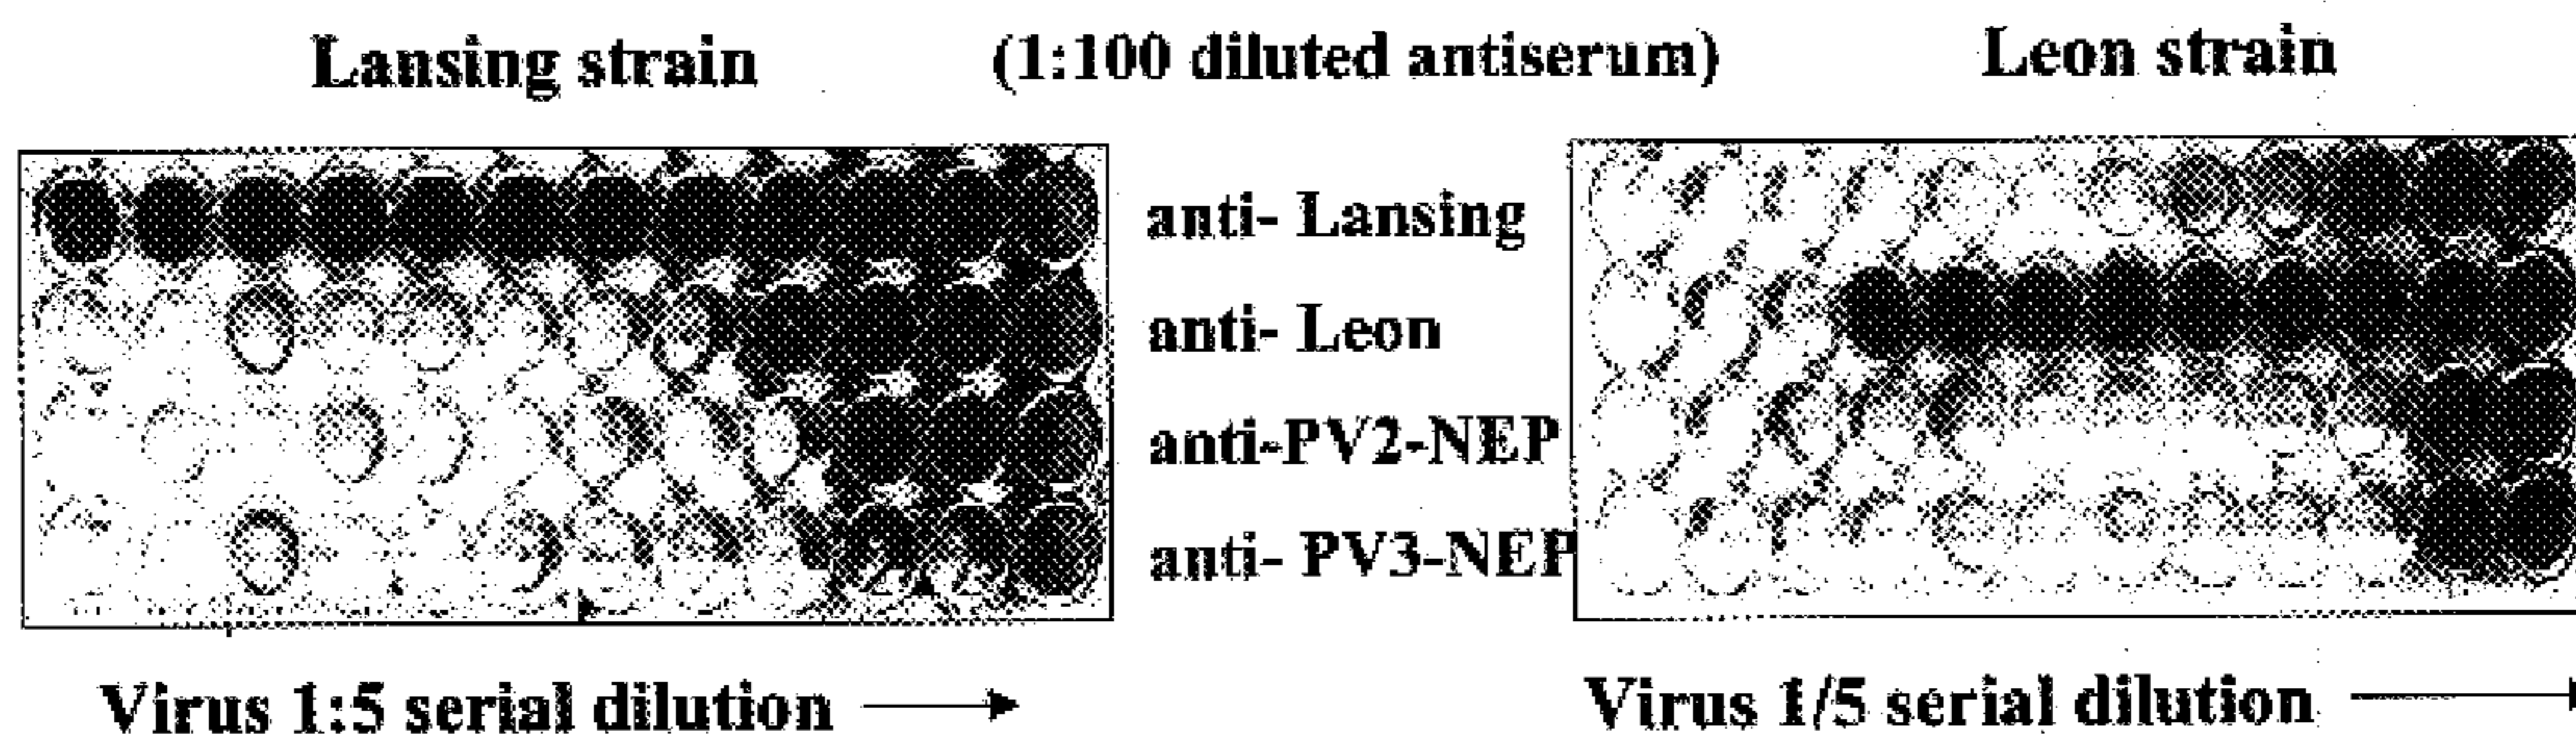 Lansing strain (1:100 diluted antiserum) Leon strain
anti- Lansing
anti- Leon
anti-PV2-NEP
anti- PV3-NEP
Virus 1:5 serial dilution Virus 1/5 serial dilution